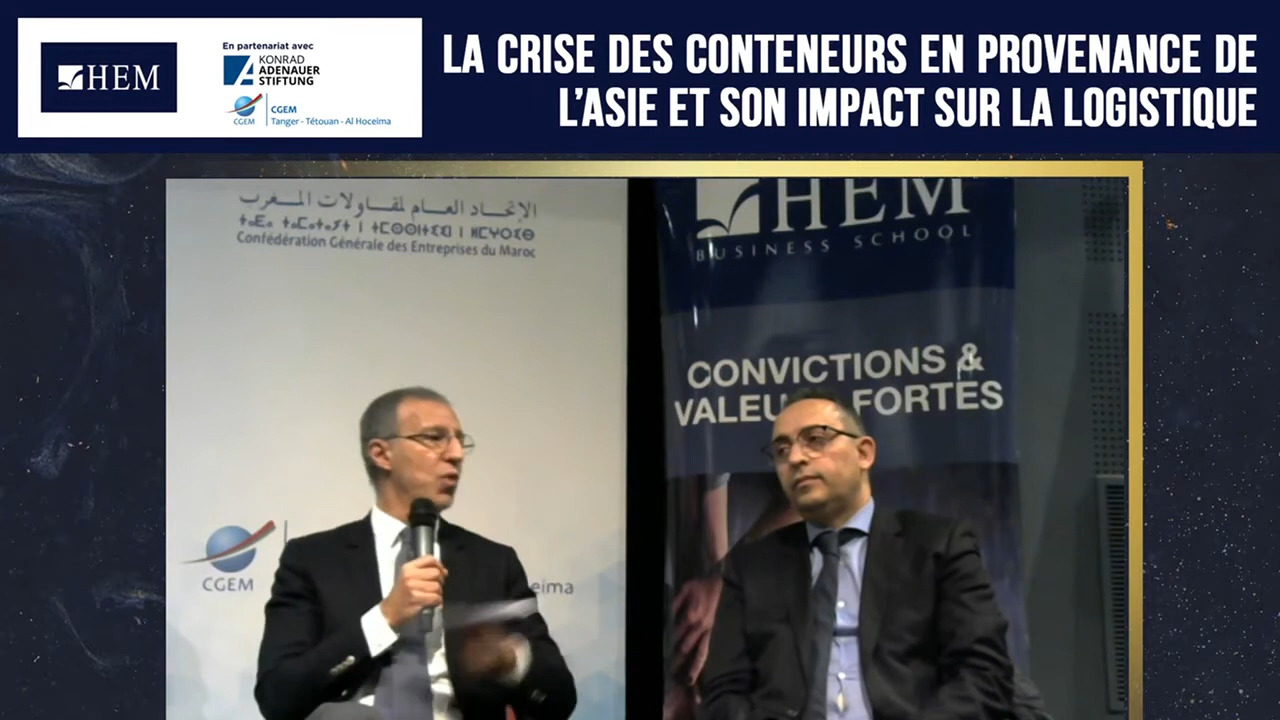 HEM
En partenariat avec
KONRAD
ADENAUER
STIFTUNG
CGEM
CGEM
Tanger - Tétouan - Al Hoceima
LA CRISE DES CONTENEURS EN PROVENANCE DE
L'ASIE ET SON IMPACT SUR LA LOGISTIQUE
الاتحاد العام لمقاولات المغرب
Confédération Générale des Entreprises du Maroc
HEM
BUSINESS SCHOOL
CONVICTIONS &
FORTES
CGEM
eima